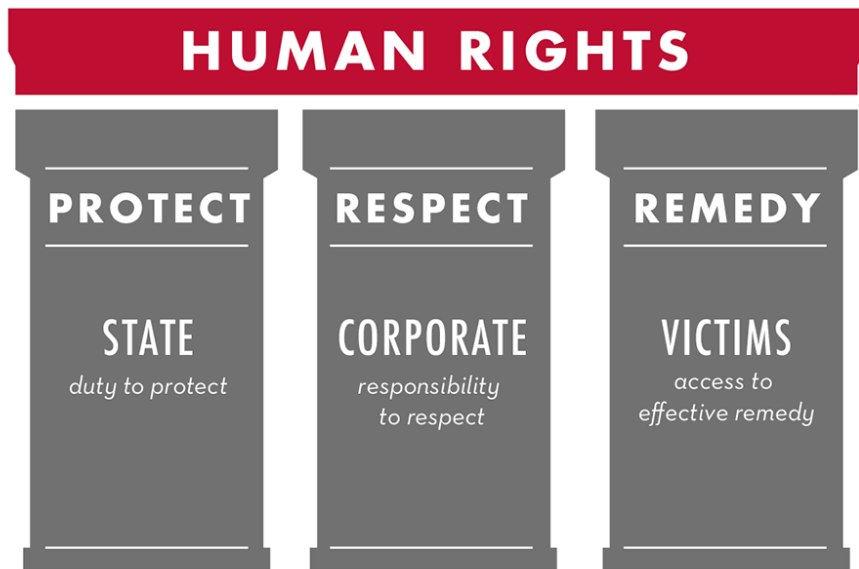 HUMAN RIGHTS
PROTECT
STATE
duty to protect
RESPECT
CORPORATE
responsibility
to respect
REMEDY
VICTIMS
access to
effective remedy